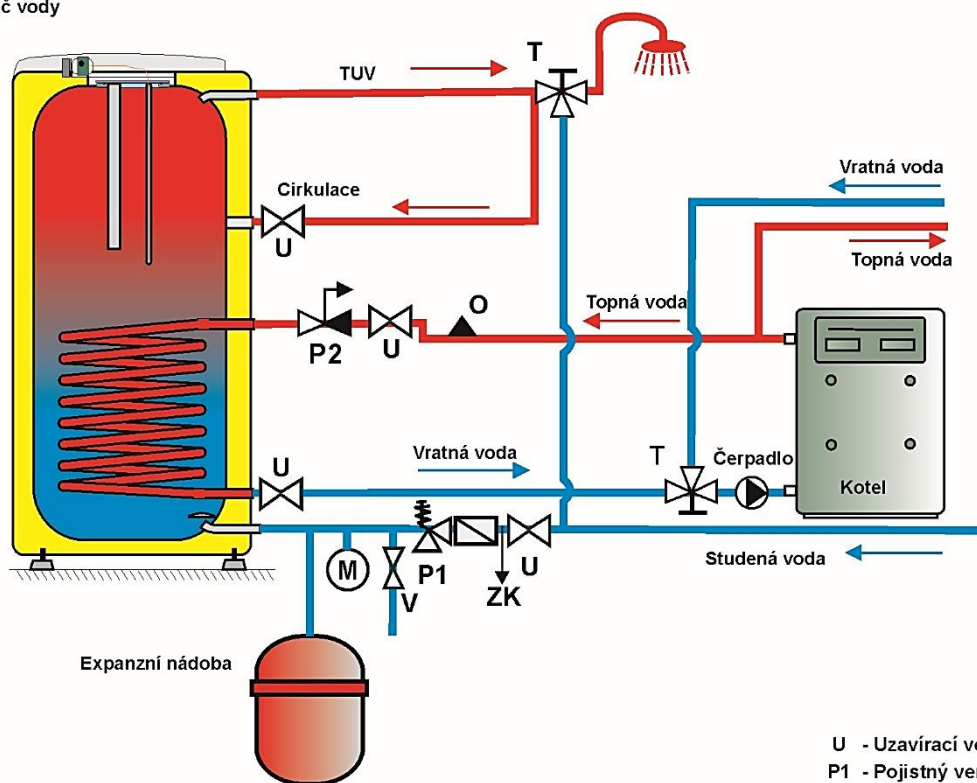 č vody
T
TUV
Vratná voda
Cirkulace
U
Topná voda
Topná voda
O
P2
U
Vratná voda
U
T
Čerpadlo
Kotel
M
V
P1
ZK
U
Studená voda
Expanzní nádoba
U - Uzavírací v
P1 - Pojistný ve